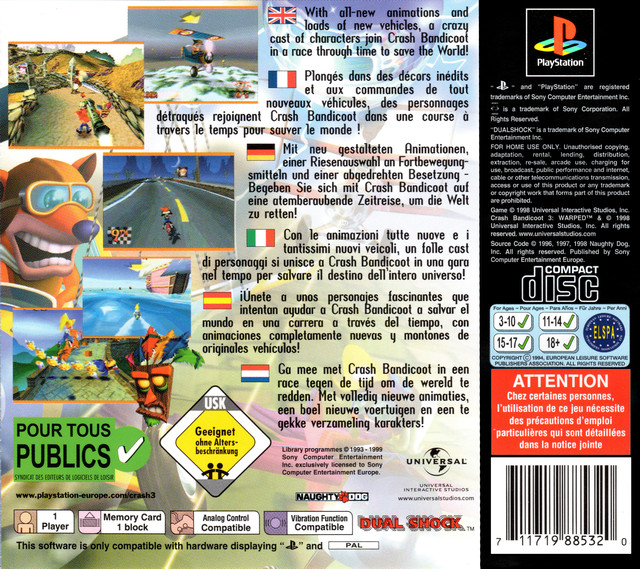 With all-new animations and
loads of new vehicles, a crazy
cast of characters join Crash Bandicoot
in a race through time to save the World!
Plongés dans des décors inédits
et aux commandes de tout
nouveaux véhicules, des personnages
détraqués rejoignent Crash Bandicoot dans une course à
travers le temps pour sauver le monde !
Mit neu gestalteten Animationen,
einer Riesenauswahl an Fortbewegung-
smitteln und einer abgedrehten Besetzung -
Begeben Sie sich mit Crash Bandicoot auf
eine atemberaubende Zeitreise, um die Welt
zu retten!
Con le animazioni tutte nuove e i
tantissimi nuovi veicoli, un folle cast
di personaggi si unisce a Crash Bandicoot in una gara
nel tempo per salvare il destino dell'intero universo!
¡Únete a unos personajes fascinantes que
intentan ayudar a Crash Bandicoot a salvar el
mundo en una carrera a través del tiempo, con
animaciones completamente nuevas y montones de
originales vehículos!
Ga mee met Crash Bandicoot in een
race tegen de tijd om de wereld te
redden. Met volledig nieuwe animaties,
een boel nieuwe voertuigen en een te
gekke verzameling karakters!
POUR TOUS
PUBLICS
SYNDICAT DES EDITEURS DE LOGICIELS DE LOISIRS
www.playstation-europe.com/crash3
USK
Geeignet
ohne Alters-
beschränkung
Library programmes © 1993 - 1999
Sony Computer Entertainment
Inc. exclusively licensed to Sony
Computer Entertainment Europe.
NAUGHTY DOG
UNIVERSAL
UNIVERSAL
INTERACTIVE STUDIOS
www.universalstudios.com
1
Player
Memory Card
1 block
Analog Control
Compatible
Vibration Function
Compatible
DUAL SHOCK™
This software is only compatible with hardware displaying " " and PAL
PlayStation
" " and "PlayStation" are registered
trademarks of Sony Computer Entertainment Inc.
is a trademark of Sony Corporation. All
Rights Reserved.
"DUALSHOCK" is a trademark of Sony Computer
Entertainment Inc.
FOR HOME USE ONLY. Unauthorised copying,
adaptation, rental, lending, distribution,
extraction, re-sale, arcade use, charging for
use, broadcast, public performance and internet,
cable or other telecommunications transmission,
access or use of this product or any trademark
or copyright work that forms part of this product
are prohibited.
Game © 1998 Universal Interactive Studios, Inc.
Crash Bandicoot 3: WARPED™ & © 1998
Universal Interactive Studios, Inc. All rights
reserved. www.universalstudios.com
Source Code © 1996, 1997, 1998 Naughty Dog,
Inc. All rights reserved. Published by Sony
Computer Entertainment Europe.
COMPACT
disc
For Ages - Pour Ages - Para Años - Für Jahre - Per Anni
3-10
11-14
15-17
18+
ELSPA
COPYRIGHT © 1994, EUROPEAN LEISURE SOFTWARE
PUBLISHERS ASSOCIATION. ALL RIGHTS RESERVED
ATTENTION
Chez certaines personnes,
l'utilisation de ce jeu nécessite
des précautions d'emploi
particulières qui sont détaillées
dans la notice jointe
7 11719 88532 0